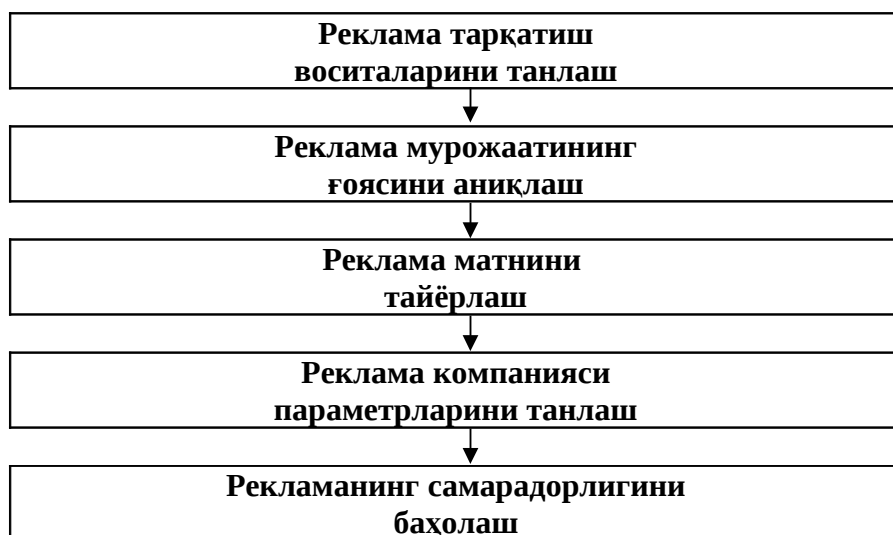 Реклама тарқатиш
воситаларини танлаш
Реклама мурожаатининг
ғоясини аниқлаш
Реклама матнини
тайёрлаш
Реклама компанияси
параметрларини танлаш
Рекламанинг самарадорлигини
баҳолаш